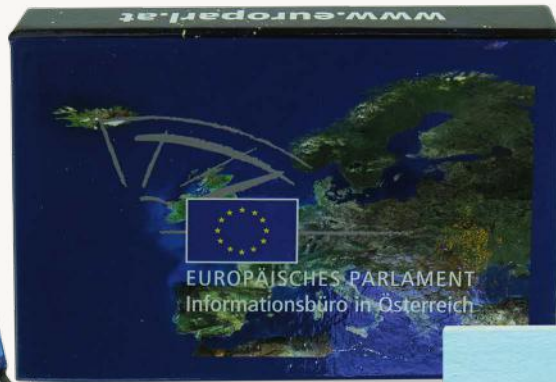 www.europarl.at
EUROPÄISCHES PARLAMENT
Informationsbüro in Österreich